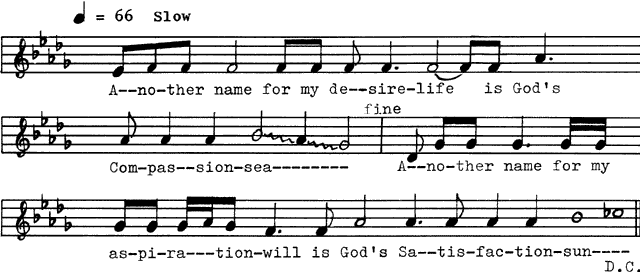 = 66 Slow
A--no-ther name for my de--sire-life is God's
fine
Com-pas--sion-sea-------- A--no-ther name for my
as-pi-ra---tion-will is God's Sa--tis-fac-tion-sun----
D.C.